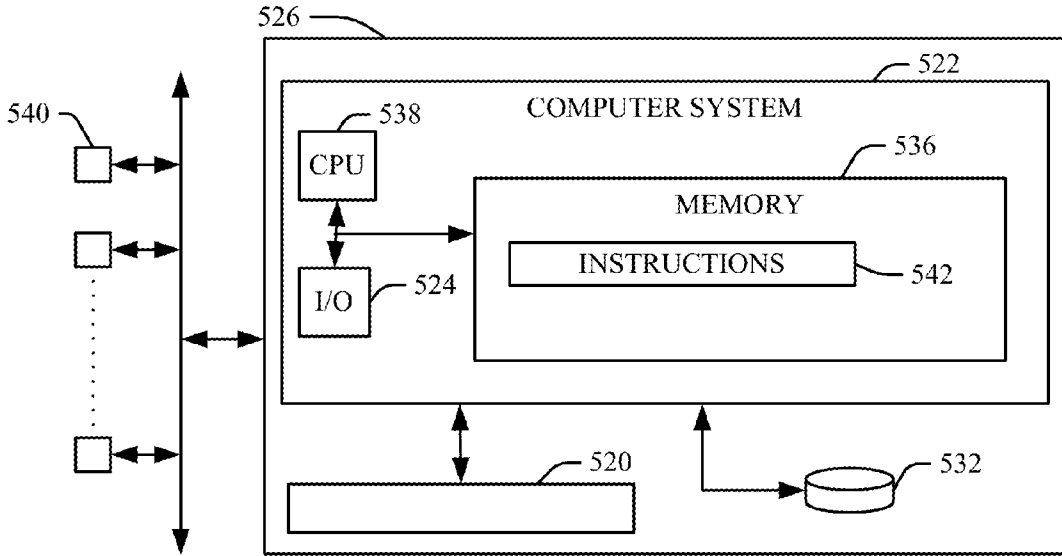 526
522
COMPUTER SYSTEM
540
538
CPU
536
MEMORY
INSTRUCTIONS
542
I/O
524
520
532